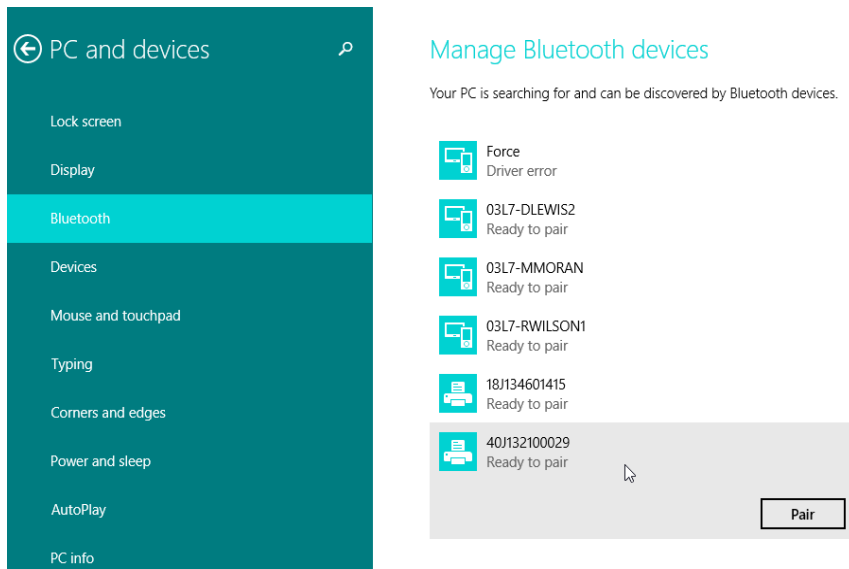 PC and devices
Lock screen
Display
Bluetooth
Devices
Mouse and touchpad
Typing
Corners and edges
Power and sleep
AutoPlay
PC info
Manage Bluetooth devices
Your PC is searching for and can be discovered by Bluetooth devices.
Force
Driver error
03L7-DLEWIS2
Ready to pair
03L7-MMORAN
Ready to pair
03L7-RWILSON1
Ready to pair
18J134601415
Ready to pair
40J132100029
Ready to pair
Pair